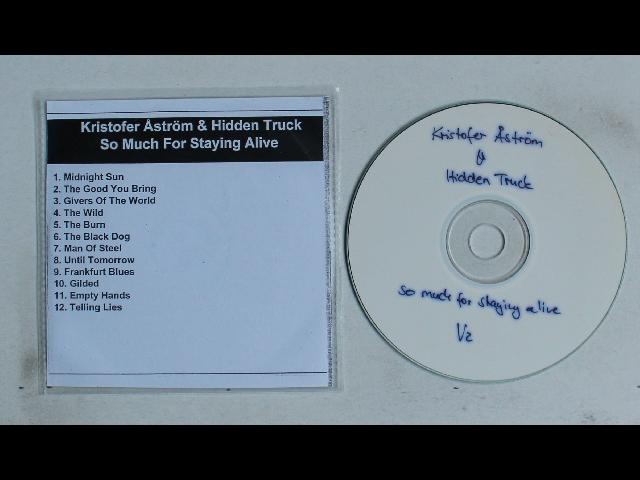 Kristofer Åström & Hidden Truck
So Much For Staying Alive
1. Midnight Sun
2. The Good You Bring
3. Givers Of The World
4. The Wild
5. The Burn
6. The Black Dog
7. Man Of Steel
8. Until Tomorrow
9. Frankfurt Blues
10. Gilded
11. Empty Hands
12. Telling Lies
Kristofer Åström
&
Hidden Truck
so much for staying alive
V2